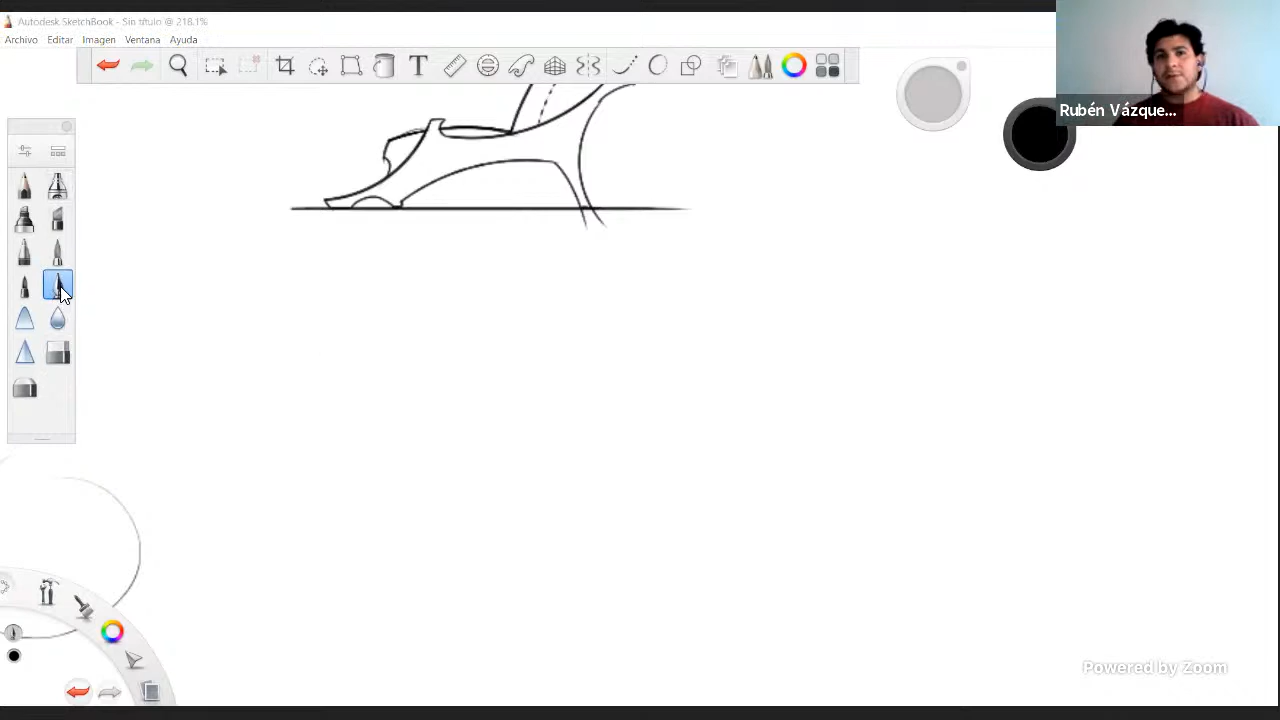 Autodesk SketchBook - Sin título @ 218.1%
Archivo Editar Imagen Ventana Ayuda
T
Rubén Vázque...
Powered by Zoom